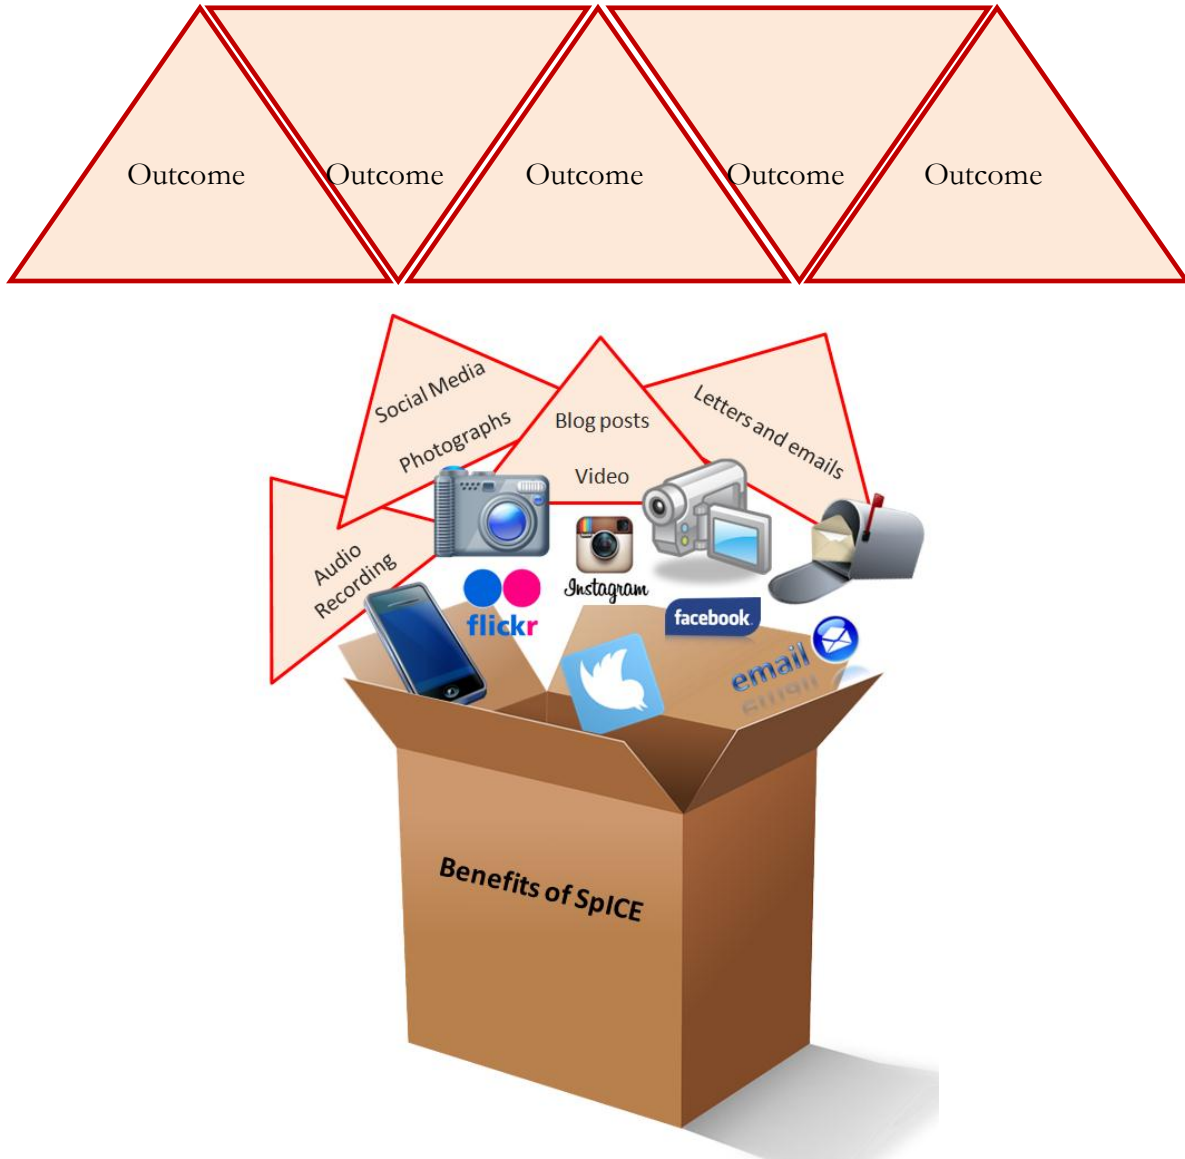 Outcome
Outcome
Outcome
Outcome
Outcome
Social Media
Photographs
Blog posts
Video
Letters and emails
Audio
Recording
flickr
Instagram
facebook
email
Benefits of SpICE